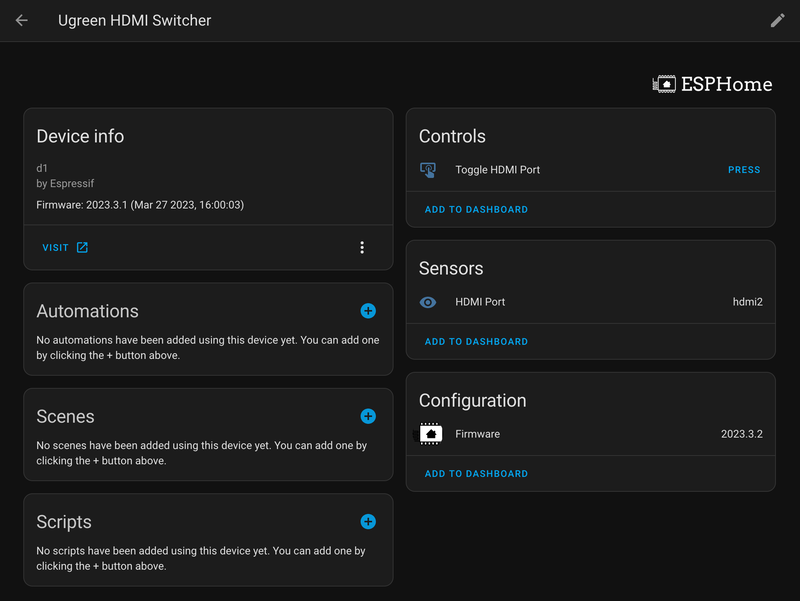 Ugreen HDMI Switcher
ESPHome
Device info
d1
by Espressif
Firmware: 2023.3.1 (Mar 27 2023, 16:00:03)
VISIT
Automations
No automations have been added using this device yet. You can add one
by clicking the + button above.
Scenes
No scenes have been added using this device yet. You can add one by
clicking the + button above.
Scripts
No scripts have been added using this device yet. You can add one by
clicking the + button above.
Controls
Toggle HDMI Port PRESS
ADD TO DASHBOARD
Sensors
HDMI Port hdmi2
ADD TO DASHBOARD
Configuration
Firmware 2023.3.2
ADD TO DASHBOARD